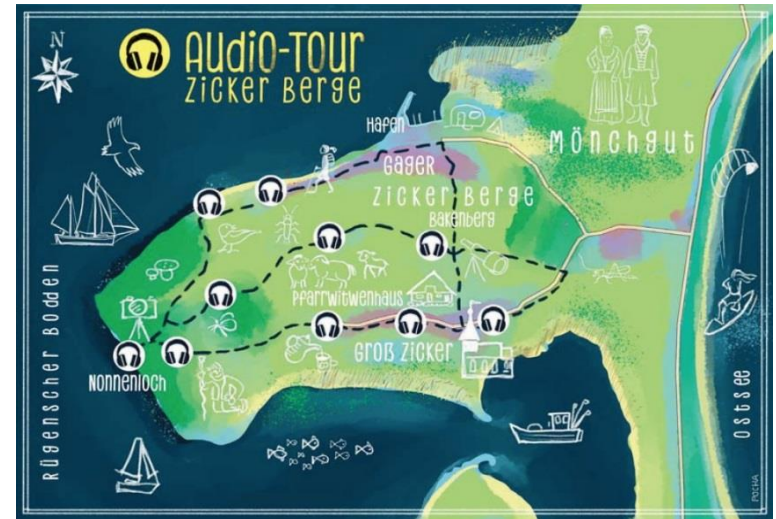 N
AUDIO-TOUR
ZICKER BERGE
HAFEN
MÖNCHGUT
GAGER
ZICKER BERGE
BAKENBERG
PFARRWITWENHAUS
GROß ZICKER
NONNENLOCH
RÜGENSCHER BODDEN
OSTSEE
POCHA